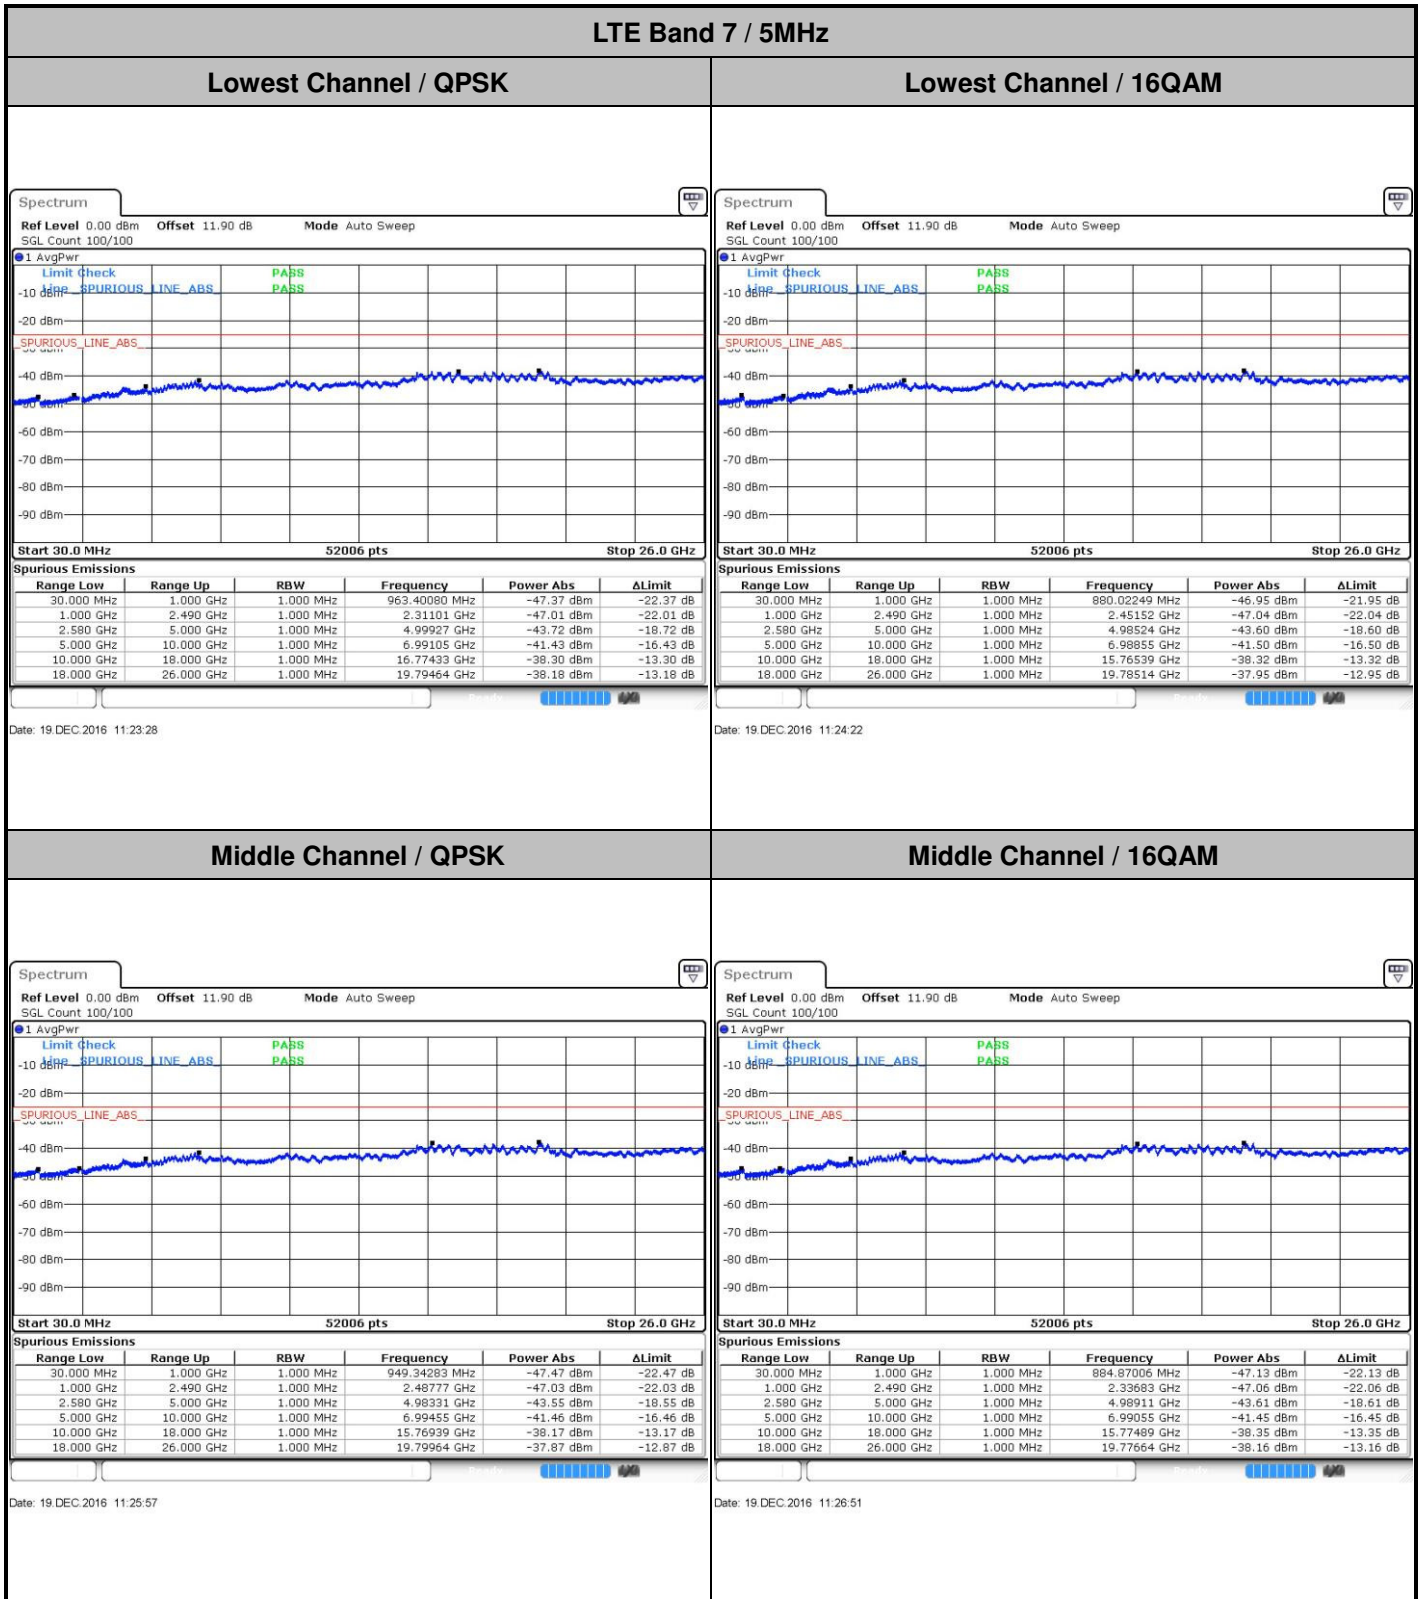 LTE Band 7 / 5MHz
Lowest Channel / QPSK
Lowest Channel / 16QAM
Spectrum
Ref Level 0.00 dBm Offset 11.90 dB Mode Auto Sweep
SGL Count 100/100
1 AvgPwr
Limit Check PASS
-10 dBm Line _SPURIOUS_LINE_ABS_ PASS
-20 dBm
_SPURIOUS_LINE_ABS_
-30 dBm
-40 dBm
-50 dBm
-60 dBm
-70 dBm
-80 dBm
-90 dBm
Start 30.0 MHz 52006 pts Stop 26.0 GHz
Spurious Emissions
Range Low Range Up RBW Frequency Power Abs ΔLimit
30.000 MHz 1.000 GHz 1.000 MHz 963.40080 MHz -47.37 dBm -22.37 dB
1.000 GHz 2.490 GHz 1.000 MHz 2.31101 GHz -47.01 dBm -22.01 dB
2.580 GHz 5.000 GHz 1.000 MHz 4.99927 GHz -43.72 dBm -18.72 dB
5.000 GHz 10.000 GHz 1.000 MHz 6.99105 GHz -41.43 dBm -16.43 dB
10.000 GHz 18.000 GHz 1.000 MHz 16.77433 GHz -38.30 dBm -13.30 dB
18.000 GHz 26.000 GHz 1.000 MHz 19.79464 GHz -38.18 dBm -13.18 dB
Date: 19.DEC.2016 11:23:28
Spectrum
Ref Level 0.00 dBm Offset 11.90 dB Mode Auto Sweep
SGL Count 100/100
1 AvgPwr
Limit Check PASS
-10 dBm Line _SPURIOUS_LINE_ABS_ PASS
-20 dBm
_SPURIOUS_LINE_ABS_
-30 dBm
-40 dBm
-50 dBm
-60 dBm
-70 dBm
-80 dBm
-90 dBm
Start 30.0 MHz 52006 pts Stop 26.0 GHz
Spurious Emissions
Range Low Range Up RBW Frequency Power Abs ΔLimit
30.000 MHz 1.000 GHz 1.000 MHz 880.02249 MHz -46.95 dBm -21.95 dB
1.000 GHz 2.490 GHz 1.000 MHz 2.45152 GHz -47.04 dBm -22.04 dB
2.580 GHz 5.000 GHz 1.000 MHz 4.98524 GHz -43.60 dBm -18.60 dB
5.000 GHz 10.000 GHz 1.000 MHz 6.98855 GHz -41.50 dBm -16.50 dB
10.000 GHz 18.000 GHz 1.000 MHz 15.76539 GHz -38.32 dBm -13.32 dB
18.000 GHz 26.000 GHz 1.000 MHz 19.78514 GHz -37.95 dBm -12.95 dB
Date: 19.DEC.2016 11:24:22
Middle Channel / QPSK
Middle Channel / 16QAM
Spectrum
Ref Level 0.00 dBm Offset 11.90 dB Mode Auto Sweep
SGL Count 100/100
1 AvgPwr
Limit Check PASS
-10 dBm Line _SPURIOUS_LINE_ABS_ PASS
-20 dBm
_SPURIOUS_LINE_ABS_
-30 dBm
-40 dBm
-50 dBm
-60 dBm
-70 dBm
-80 dBm
-90 dBm
Start 30.0 MHz 52006 pts Stop 26.0 GHz
Spurious Emissions
Range Low Range Up RBW Frequency Power Abs ΔLimit
30.000 MHz 1.000 GHz 1.000 MHz 949.34283 MHz -47.47 dBm -22.47 dB
1.000 GHz 2.490 GHz 1.000 MHz 2.48777 GHz -47.03 dBm -22.03 dB
2.580 GHz 5.000 GHz 1.000 MHz 4.98331 GHz -43.55 dBm -18.55 dB
5.000 GHz 10.000 GHz 1.000 MHz 6.99455 GHz -41.46 dBm -16.46 dB
10.000 GHz 18.000 GHz 1.000 MHz 15.76939 GHz -38.17 dBm -13.17 dB
18.000 GHz 26.000 GHz 1.000 MHz 19.79964 GHz -37.87 dBm -12.87 dB
Date: 19.DEC.2016 11:25:57
Spectrum
Ref Level 0.00 dBm Offset 11.90 dB Mode Auto Sweep
SGL Count 100/100
1 AvgPwr
Limit Check PASS
-10 dBm Line _SPURIOUS_LINE_ABS_ PASS
-20 dBm
_SPURIOUS_LINE_ABS_
-30 dBm
-40 dBm
-50 dBm
-60 dBm
-70 dBm
-80 dBm
-90 dBm
Start 30.0 MHz 52006 pts Stop 26.0 GHz
Spurious Emissions
Range Low Range Up RBW Frequency Power Abs ΔLimit
30.000 MHz 1.000 GHz 1.000 MHz 884.87006 MHz -47.13 dBm -22.13 dB
1.000 GHz 2.490 GHz 1.000 MHz 2.33683 GHz -47.06 dBm -22.06 dB
2.580 GHz 5.000 GHz 1.000 MHz 4.98911 GHz -43.61 dBm -18.61 dB
5.000 GHz 10.000 GHz 1.000 MHz 6.99055 GHz -41.45 dBm -16.45 dB
10.000 GHz 18.000 GHz 1.000 MHz 15.77489 GHz -38.35 dBm -13.35 dB
18.000 GHz 26.000 GHz 1.000 MHz 19.77664 GHz -38.16 dBm -13.16 dB
Date: 19.DEC.2016 11:26:51